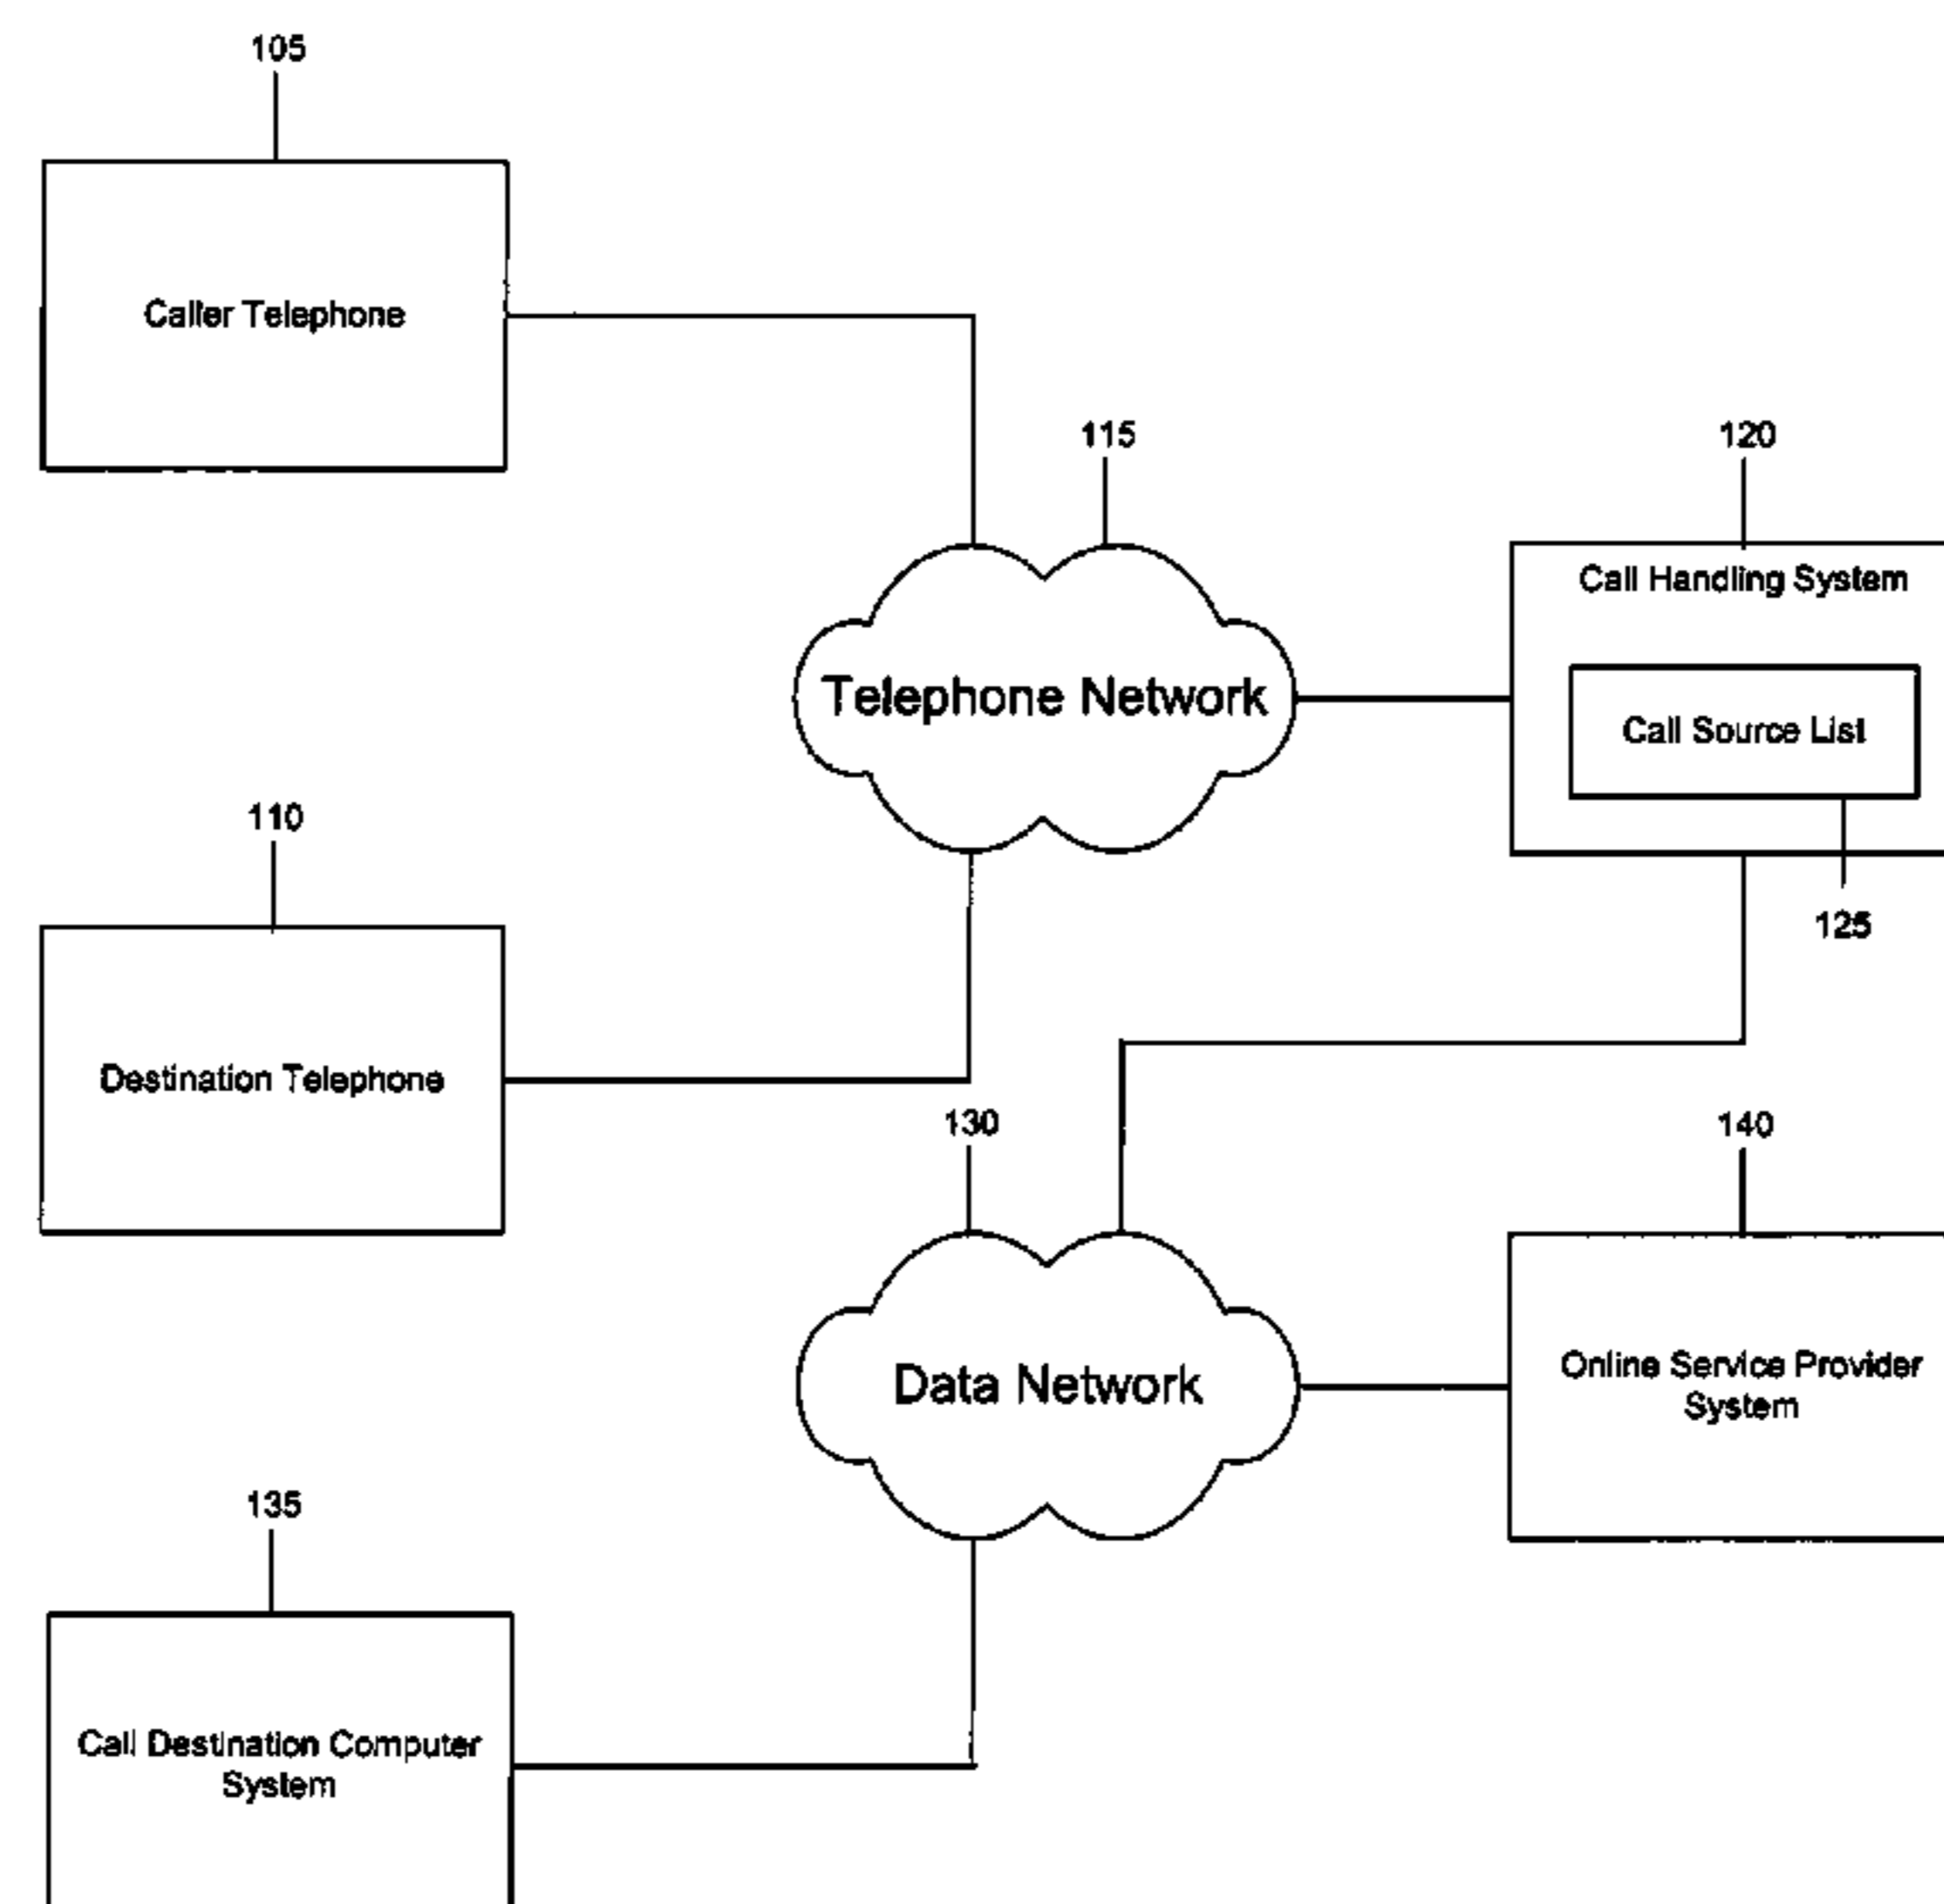 105
Caller Telephone
115
120
Call Handling System
Telephone Network
Call Source List
110
125
Destination Telephone
130
140
Data Network
Online Service Provider
System
135
Call Destination Computer
System